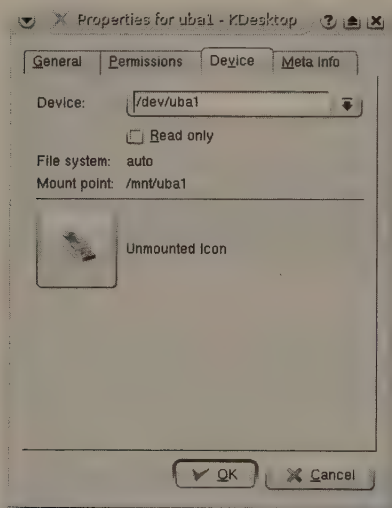 Properties for uba1 - KDesktop
General Permissions Device Meta Info
Device: /dev/uba1
Read only
File system: auto
Mount point: /mnt/uba1
Unmounted Icon
OK Cancel